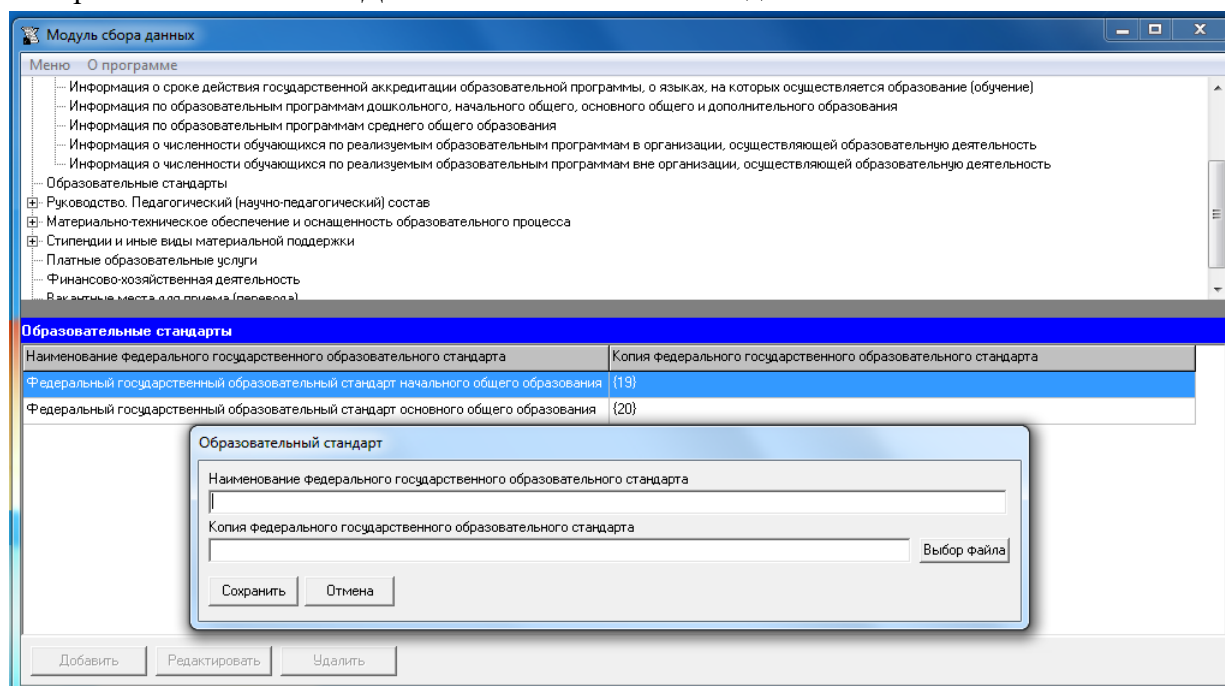 Модуль сбора данных
Меню О программе
Информация о сроке действия государственной аккредитации образовательной программы, о языках, на которых осуществляется образование (обучение)
Информация по образовательным программам дошкольного, начального общего, основного общего и дополнительного образования
Информация по образовательным программам среднего общего образования
Информация о численности обучающихся по реализуемым образовательным программам в организации, осуществляющей образовательную деятельность
Информация о численности обучающихся по реализуемым образовательным программам вне организации, осуществляющей образовательную деятельность
Образовательные стандарты
Руководство. Педагогический (научно-педагогический) состав
Материально-техническое обеспечение и оснащенность образовательного процесса
Стипендии и иные виды материальной поддержки
Платные образовательные услуги
Финансово-хозяйственная деятельность
Вакантные места для приема (перевода)
Образовательные стандарты
Наименование федерального государственного образовательного стандарта Копия федерального государственного образовательного стандарта
Федеральный государственный образовательный стандарт начального общего образования {19}
Федеральный государственный образовательный стандарт основного общего образования {20}
Образовательный стандарт
Наименование федерального государственного образовательного стандарта
Копия федерального государственного образовательного стандарта
Выбор файла
Сохранить Отмена
Добавить Редактировать Удалить